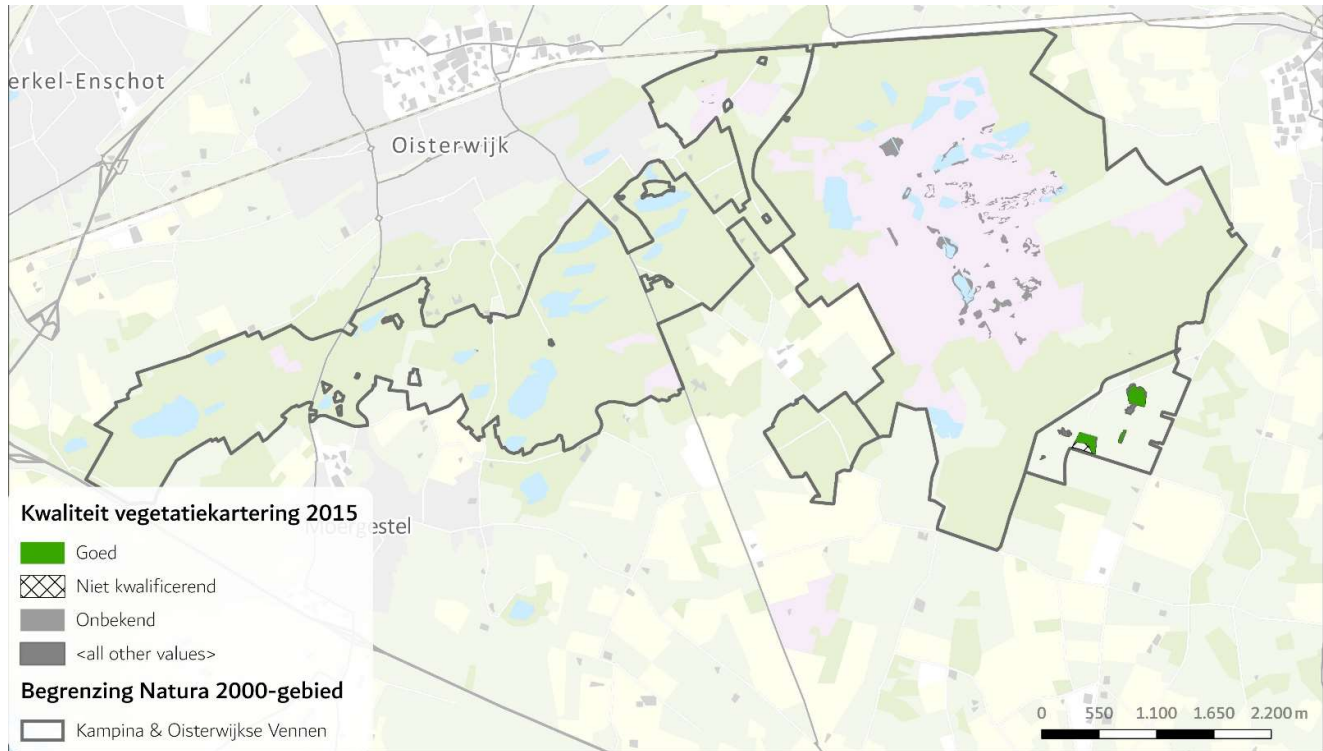 erkel-Enschot
Oisterwijk
Moergestel
Kwaliteit vegetatiekartering 2015
Goed
Niet kwalificerend
Onbekend
<all other values>
Begrenzing Natura 2000-gebied
Kampina & Oisterwijkse Vennen
0 550 1.100 1.650 2.200 m